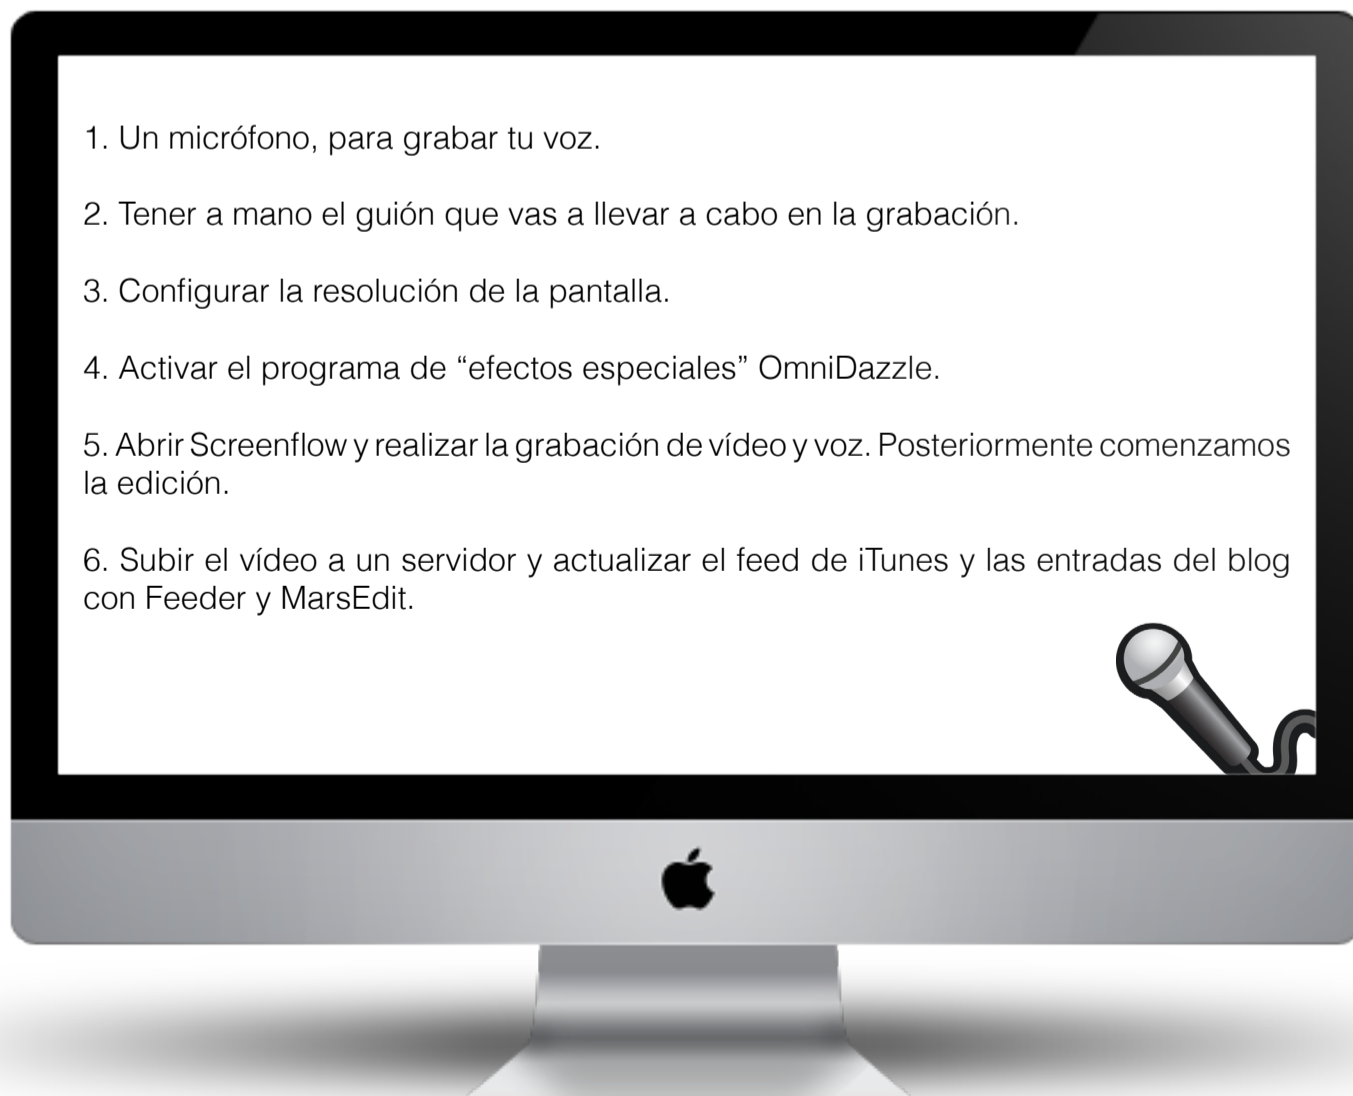 1. Un micrófono, para grabar tu voz.
2. Tener a mano el guión que vas a llevar a cabo en la grabación.
3. Configurar la resolución de la pantalla.
4. Activar el programa de “efectos especiales” OmniDazzle.
5. Abrir Screenflow y realizar la grabación de vídeo y voz. Posteriormente comenzamos
la edición.
6. Subir el vídeo a un servidor y actualizar el feed de iTunes y las entradas del blog
con Feeder y MarsEdit.